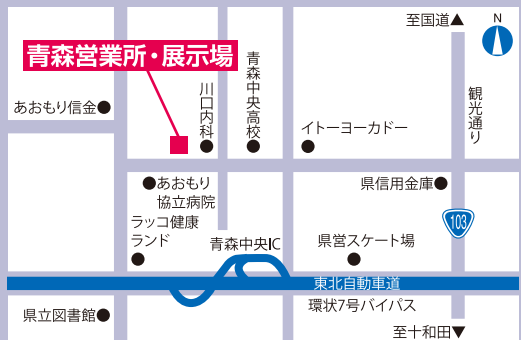 至国道▲
N
青森営業所・展示場
あおもり信金●
川口内科
青森中央高校
イトーヨーカドー
観光通り
●あおもり
協立病院
県信用金庫●
ラッコ健康
ランド
103
青森中央IC
県営スケート場
東北自動車道
環状7号バイパス
県立図書館●
至十和田▼